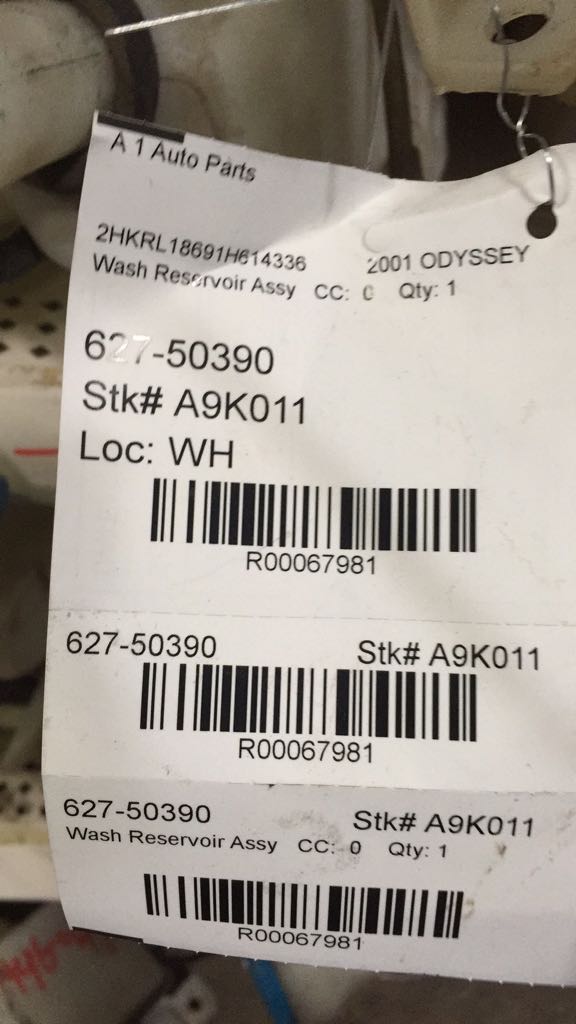 A 1 Auto Parts
2HKRL18691H614336 2001 ODYSSEY
Wash Reservoir Assy CC: 0 Qty: 1
627-50390
Stk# A9K011
Loc: WH
R00067981
627-50390 Stk# A9K011
R00067981
627-50390 Stk# A9K011
Wash Reservoir Assy CC: 0 Qty: 1
R00067981